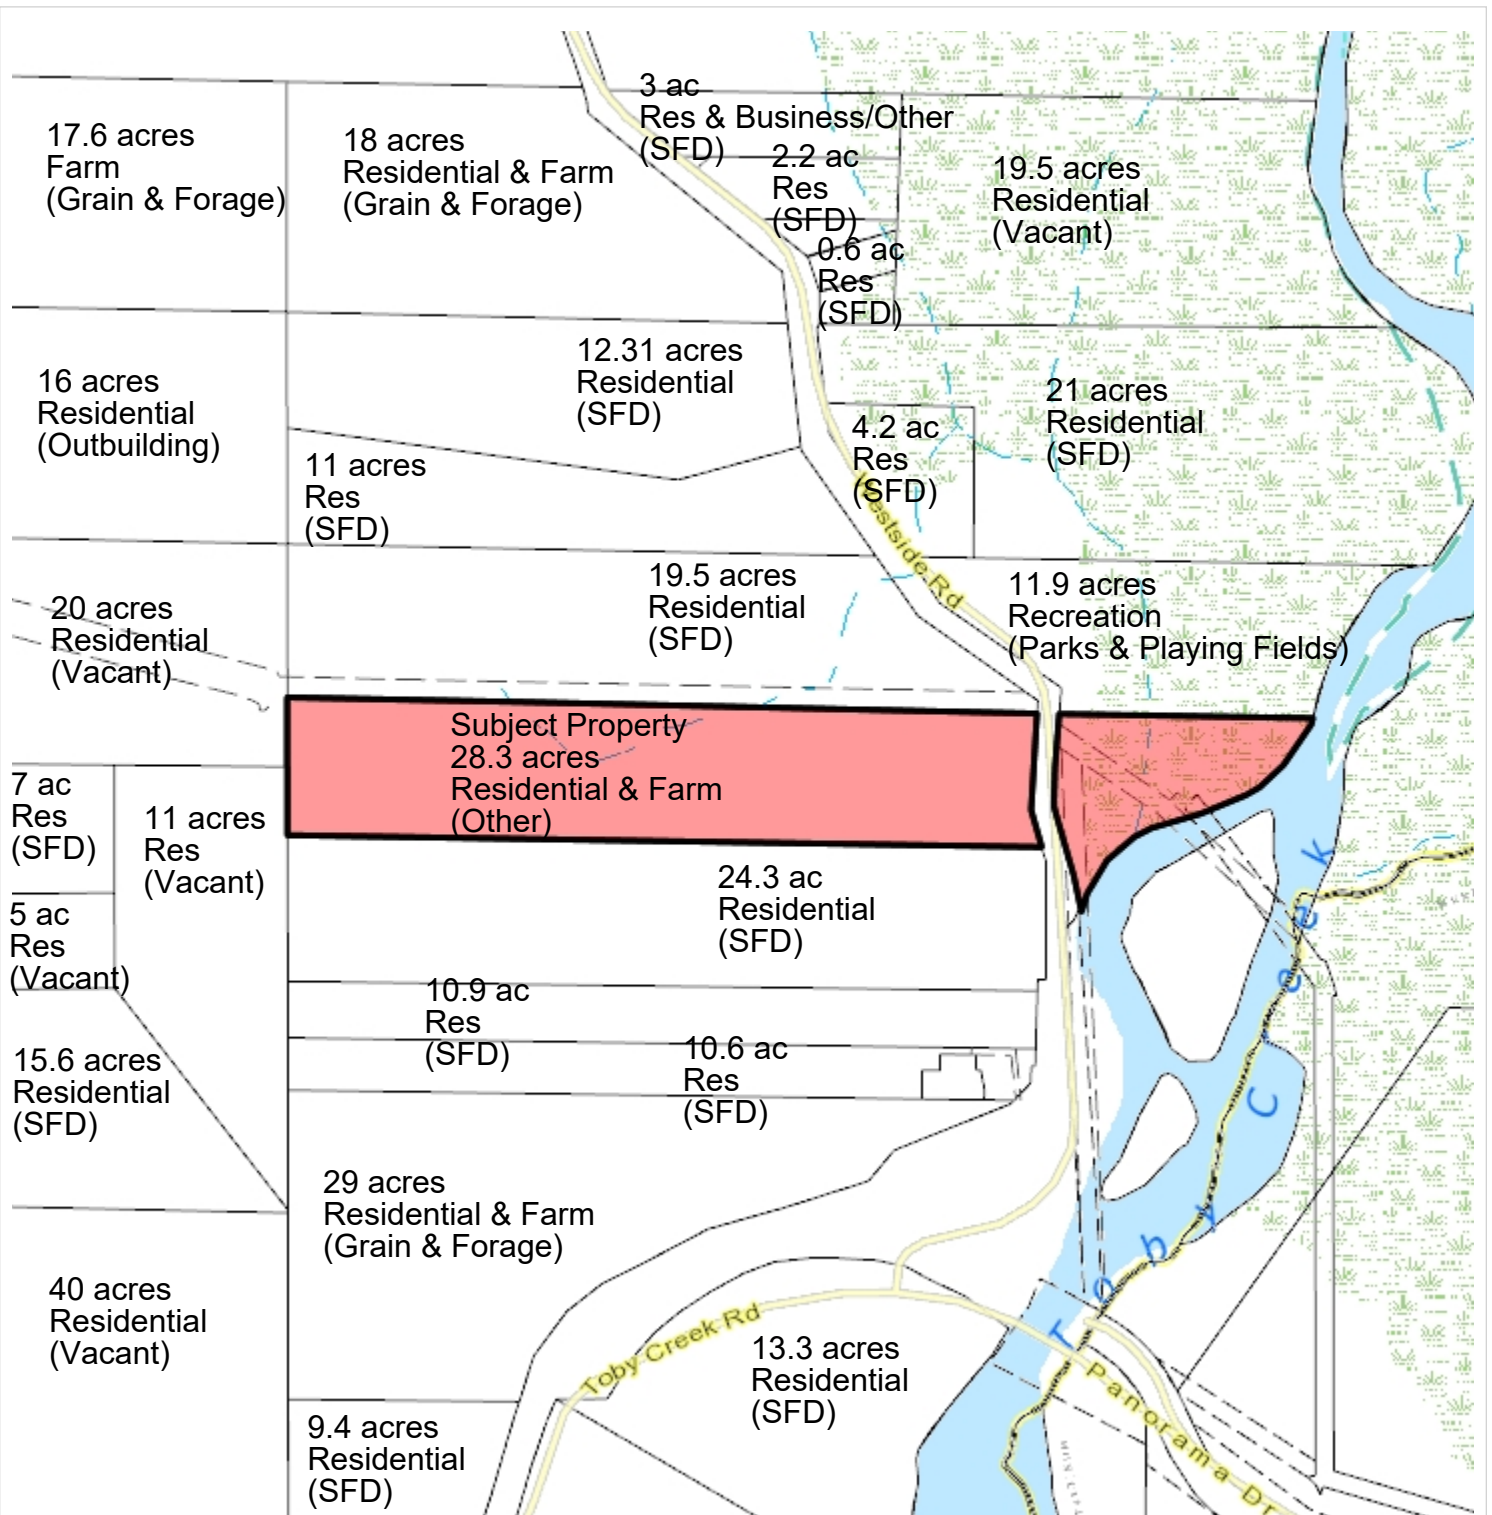 3 ac
Res & Business/Other
(SFD)
17.6 acres
Farm
(Grain & Forage)
18 acres
Residential & Farm
(Grain & Forage)
2.2 ac
Res
(SFD)
19.5 acres
Residential
(Vacant)
0.6 ac
Res
(SFD)
12.31 acres
Residential
(SFD)
16 acres
Residential
(Outbuilding)
21 acres
Residential
(SFD)
4.2 ac
Res
(SFD)
11 acres
Res
(SFD)
Westside Rd
19.5 acres
Residential
(SFD)
11.9 acres
Recreation
(Parks & Playing Fields)
20 acres
Residential
(Vacant)
Subject Property
28.3 acres
Residential & Farm
(Other)
7 ac
Res
(SFD)
11 acres
Res
(Vacant)
24.3 ac
Residential
(SFD)
5 ac
Res
(Vacant)
10.9 ac
Res
(SFD)
10.6 ac
Res
(SFD)
15.6 acres
Residential
(SFD)
Toby Creek
29 acres
Residential & Farm
(Grain & Forage)
40 acres
Residential
(Vacant)
Toby Creek Rd
13.3 acres
Residential
(SFD)
Panorama Dr
9.4 acres
Residential
(SFD)